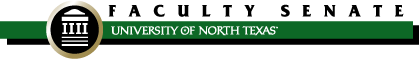 FACULTY SENATE
UNIVERSITY OF NORTH TEXAS